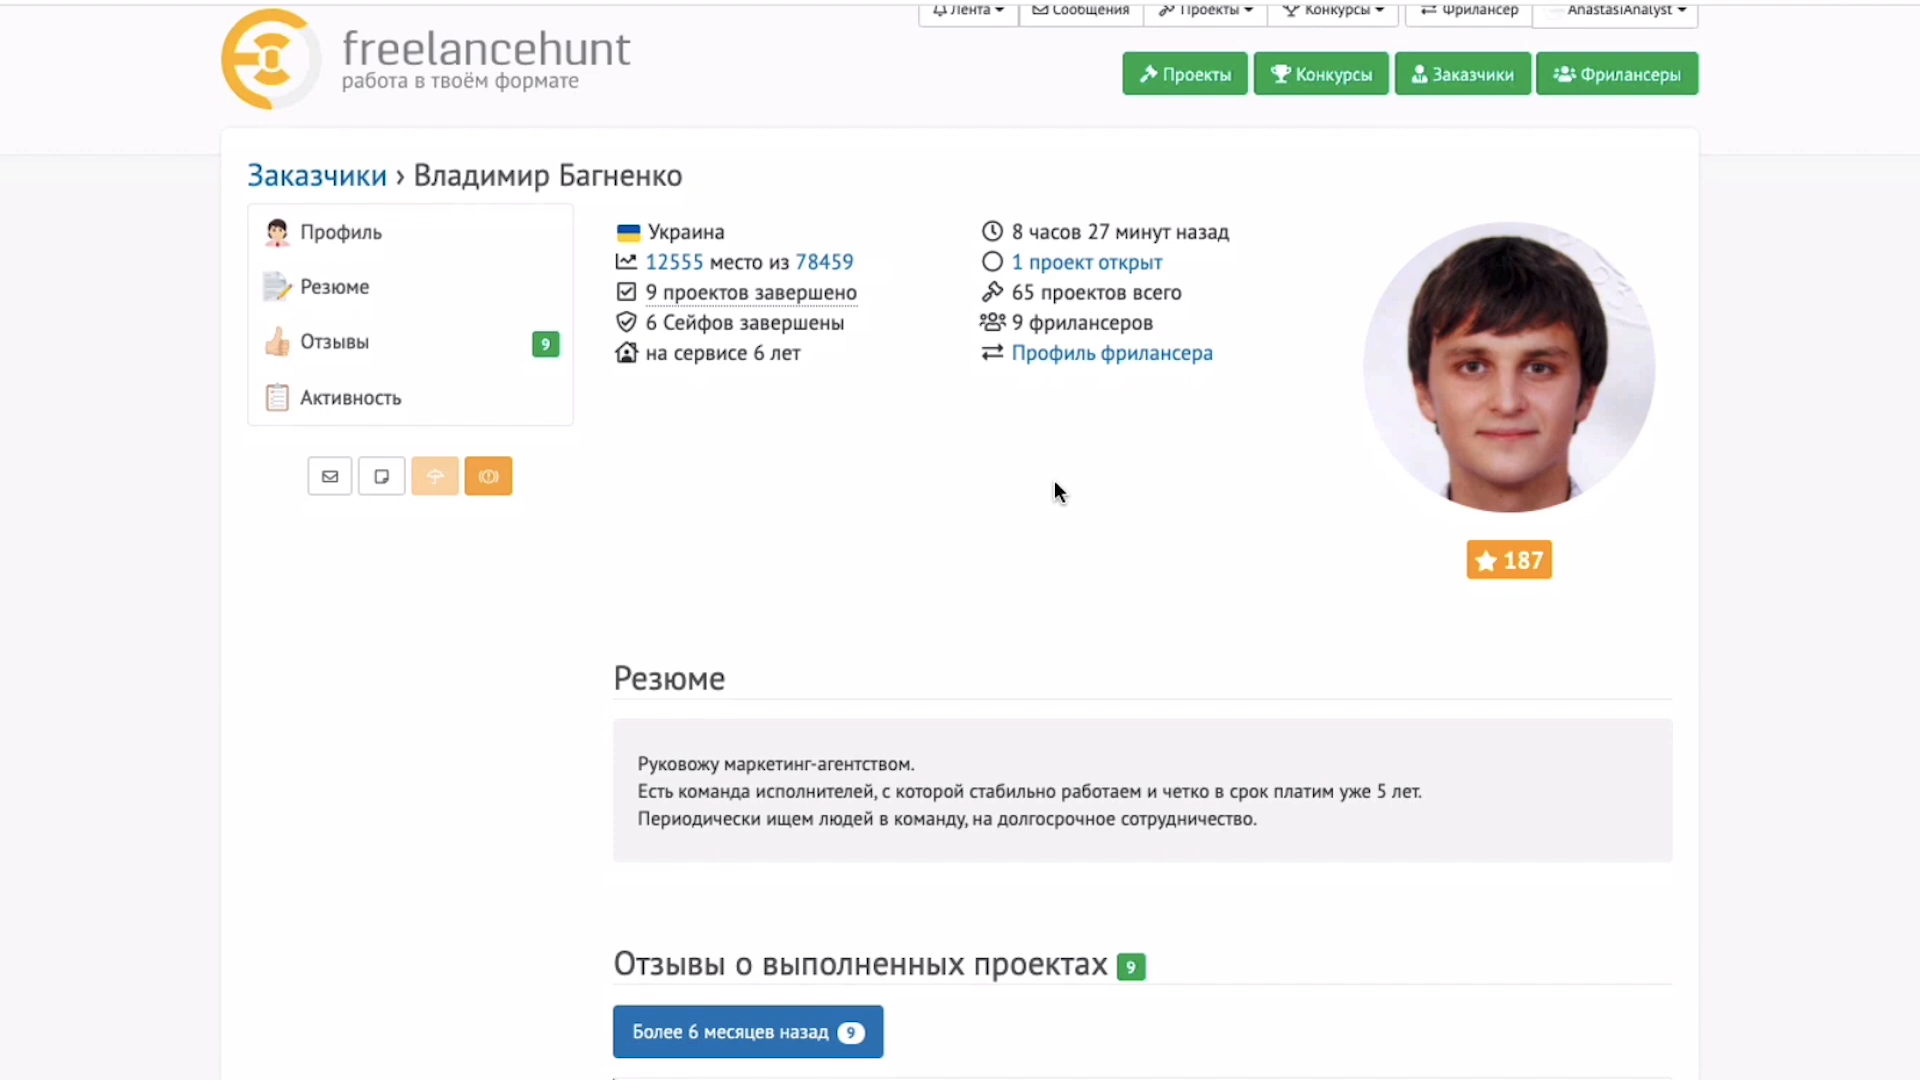 Лента
Сообщения
Проекты
Конкурсы
Фрилансер
AnastasiAnalyst
freelancehunt
работа в твоём формате
Проекты
Конкурсы
Заказчики
Фрилансеры
Заказчики › Владимир Багненко
Профиль
Резюме
Отзывы 9
Активность
Украина
12555 место из 78459
9 проектов завершено
6 Сейфов завершены
на сервисе 6 лет
8 часов 27 минут назад
1 проект открыт
65 проектов всего
9 фрилансеров
Профиль фрилансера
187
Резюме
Руковожу маркетинг-агентством.
Есть команда исполнителей, с которой стабильно работаем и четко в срок платим уже 5 лет.
Периодически ищем людей в команду, на долгосрочное сотрудничество.
Отзывы о выполненных проектах 9
Более 6 месяцев назад 9